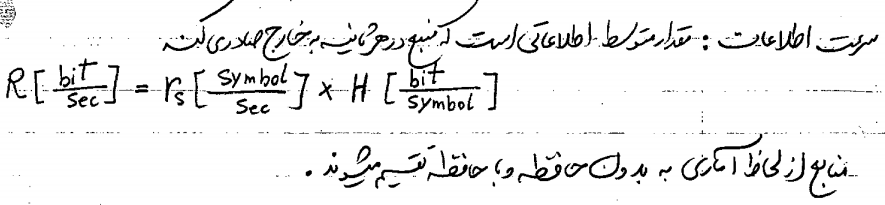 سرعت اطلاعات : مقدار متوسط اطلاعاتی است که منبع در هر ثانیه به خارج صادر می کند
R [bit/sec] = rs [symbol/sec] × H [bit/symbol]
منابع از لحاظ آماری به بدون حافظه و با حافظه تقسیم میشوند .